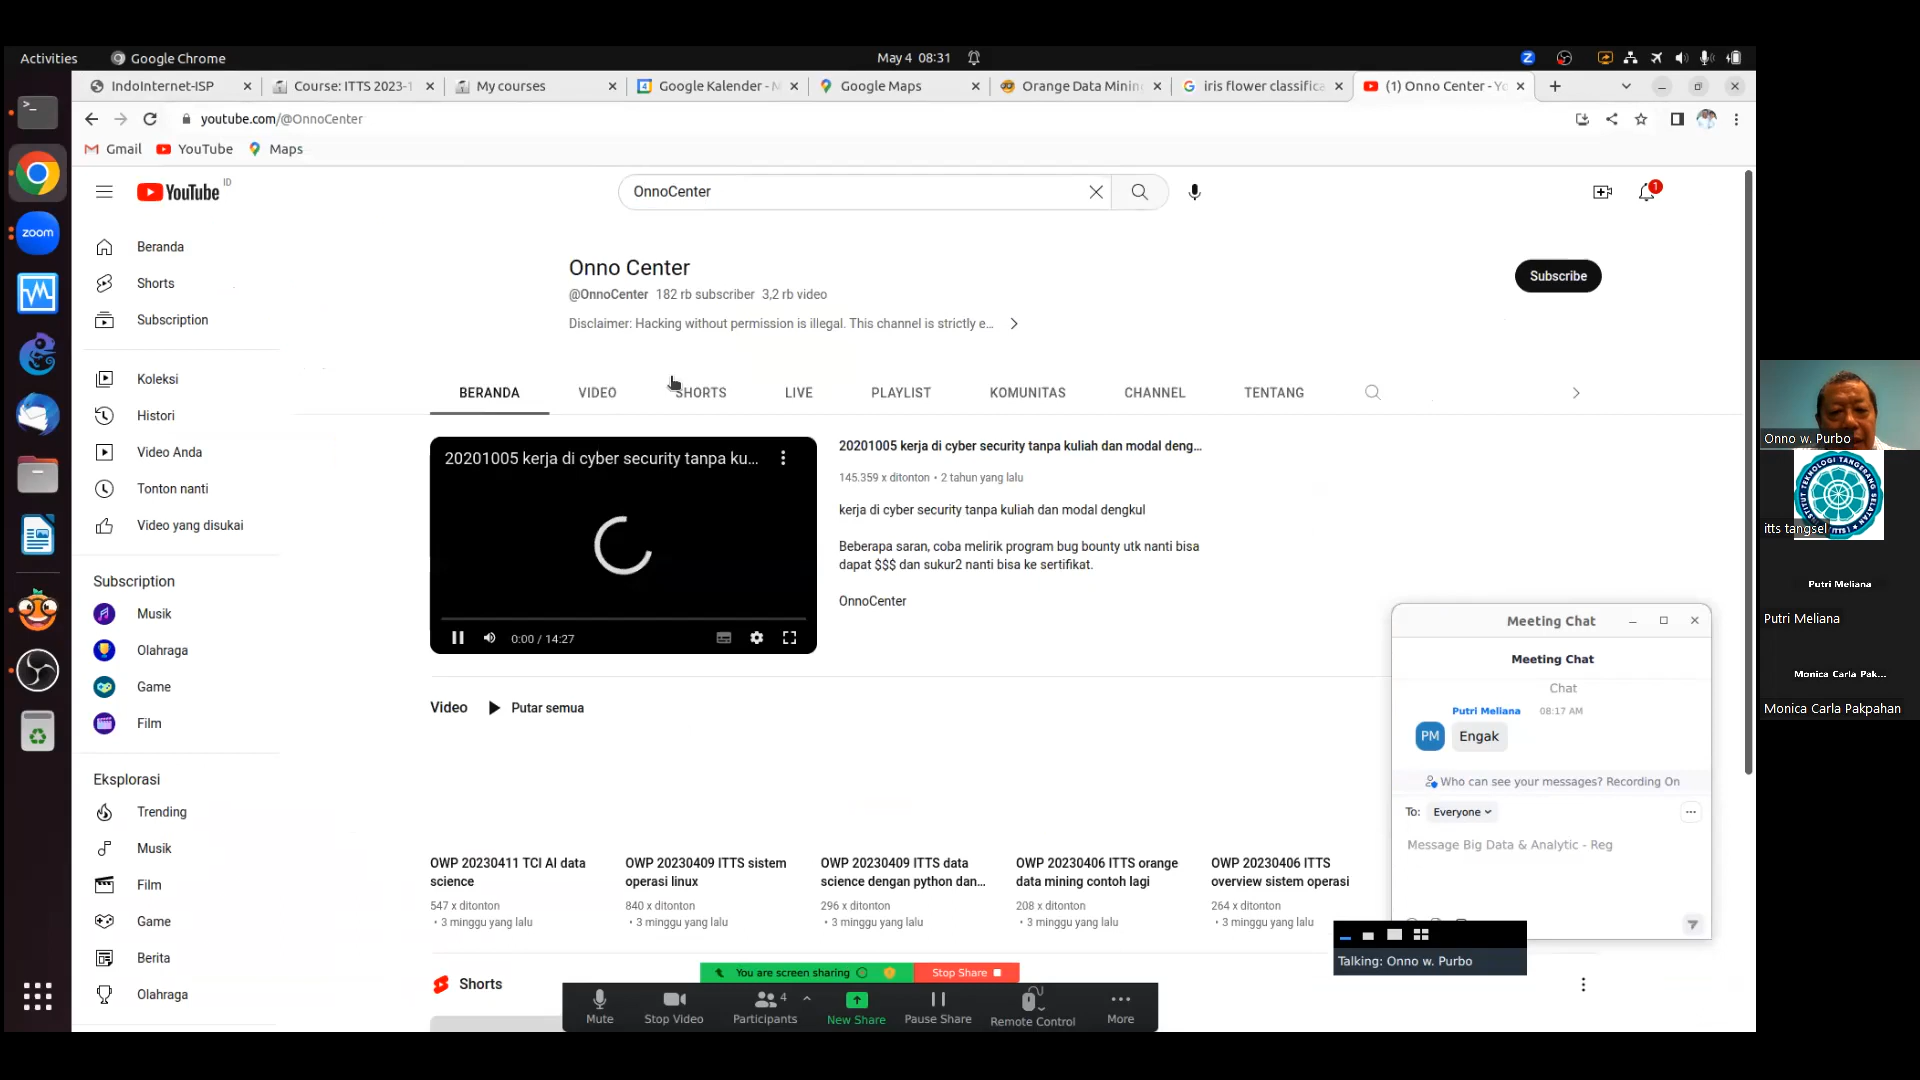 Activities
Google Chrome
May 4 08:31
IndoInternet-ISP
Course: ITTS 2023-1
My courses
Google Kalender - M
Google Maps
Orange Data Minin
iris flower classifica
(1) Onno Center - Yo
youtube.com/@OnnoCenter
Gmail
YouTube
Maps
YouTube
ID
OnnoCenter
1
Beranda
Shorts
Subscription
Koleksi
Histori
Video Anda
Tonton nanti
Video yang disukai
Subscription
Musik
Olahraga
Game
Film
Eksplorasi
Trending
Musik
Film
Game
Berita
Olahraga
zoom
Onno Center
@OnnoCenter 182 rb subscriber 3,2 rb video
Disclaimer: Hacking without permission is illegal. This channel is strictly e...
Subscribe
BERANDA
VIDEO
SHORTS
LIVE
PLAYLIST
KOMUNITAS
CHANNEL
TENTANG
20201005 kerja di cyber security tanpa ku...
0:00 / 14:27
20201005 kerja di cyber security tanpa kuliah dan modal deng...
145.359 x ditonton • 2 tahun yang lalu
kerja di cyber security tanpa kuliah dan modal dengkul
Beberapa saran, coba melirik program bug bounty utk nanti bisa
dapat $$$ dan sukur2 nanti bisa ke sertifikat.
OnnoCenter
Video
Putar semua
OWP 20230411 TCI AI data
science
547 x ditonton
• 3 minggu yang lalu
OWP 20230409 ITTS sistem
operasi linux
840 x ditonton
• 3 minggu yang lalu
OWP 20230409 ITTS data
science dengan python dan...
296 x ditonton
• 3 minggu yang lalu
OWP 20230406 ITTS orange
data mining contoh lagi
208 x ditonton
• 3 minggu yang lalu
OWP 20230406 ITTS
overview sistem operasi
264 x ditonton
• 3 minggu yang lalu
Shorts
You are screen sharing
Stop Share
Mute
Stop Video
4
Participants
New Share
Pause Share
Remote Control
More
Meeting Chat
Meeting Chat
Chat
Putri Meliana 08:17 AM
PM
Engak
Who can see your messages? Recording On
To: Everyone
Message Big Data & Analytic - Reg
Talking: Onno w. Purbo
Onno w. Purbo
INSTITUT TEKNOLOGI TANGERANG SELATAN
(ITTS)
itts tangsel
Putri Meliana
Putri Meliana
Monica Carla Pak...
Monica Carla Pakpahan